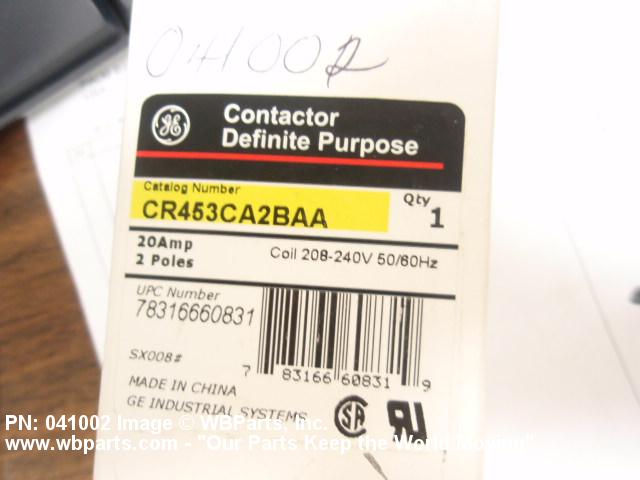 041002
GE
Contactor
Definite Purpose
Catalog Number
CR453CA2BAA
Qty
1
20Amp
2 Poles
Coil 208-240V 50/60Hz
UPC Number
78316660831
7 83166 60831 9
SX008#
MADE IN CHINA
GE INDUSTRIAL SYSTEMS
PN: 041002 Image © WBParts, Inc.
www.wbparts.com - "Our Parts Keep the World Moving"